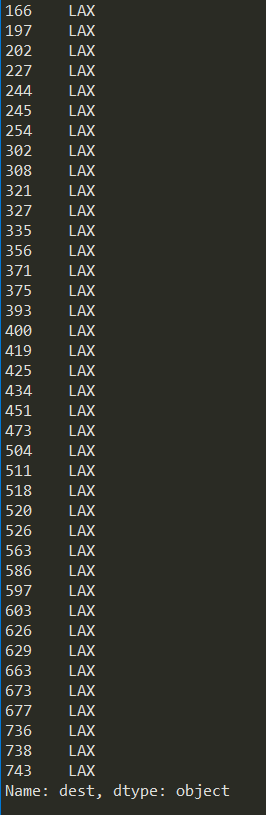 166    LAX
197    LAX
202    LAX
227    LAX
244    LAX
245    LAX
254    LAX
302    LAX
308    LAX
321    LAX
327    LAX
335    LAX
356    LAX
371    LAX
375    LAX
393    LAX
400    LAX
419    LAX
425    LAX
434    LAX
451    LAX
473    LAX
504    LAX
511    LAX
518    LAX
520    LAX
526    LAX
563    LAX
586    LAX
597    LAX
603    LAX
626    LAX
629    LAX
663    LAX
673    LAX
677    LAX
736    LAX
738    LAX
743    LAX
Name: dest, dtype: object